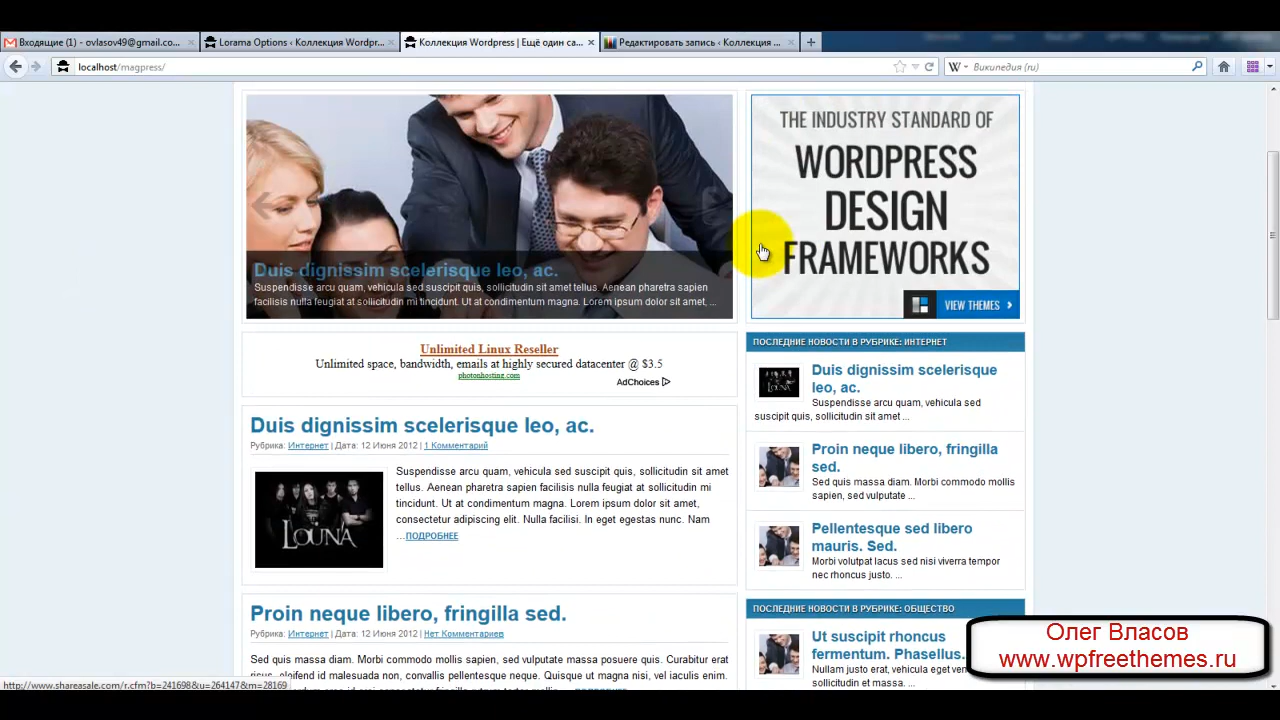 Входящие (1) - ovlasov49@gmail.co...
Lorama Options ‹ Коллекция Wordpr...
Коллекция Wordpress | Ещё один са...
Редактировать запись ‹ Коллекция ...
localhost/magpress/
Википедия (ru)
Duis dignissim scelerisque leo, ac.
Suspendisse arcu quam, vehicula sed suscipit quis, sollicitudin sit amet tellus. Aenean pharetra sapien
facilisis nulla feugiat at sollicitudin mi tincidunt. Ut at condimentum magna. Lorem ipsum dolor sit amet, ...
THE INDUSTRY STANDARD OF
WORDPRESS
DESIGN
FRAMEWORKS
VIEW THEMES
Unlimited Linux Reseller
Unlimited space, bandwidth, emails at highly secured datacenter @ $3.5
photonhosting.com
AdChoices
Duis dignissim scelerisque leo, ac.
Рубрика: Интернет | Дата: 12 Июня 2012 | 1 Комментарий
LOUNA
Suspendisse arcu quam, vehicula sed suscipit quis, sollicitudin sit amet
tellus. Aenean pharetra sapien facilisis nulla feugiat at sollicitudin mi
tincidunt. Ut at condimentum magna. Lorem ipsum dolor sit amet,
consectetur adipiscing elit. Nulla facilisi. In eget egestas nunc. Nam
...ПОДРОБНЕЕ
Proin neque libero, fringilla sed.
Рубрика: Интернет | Дата: 12 Июня 2012 | Нет Комментариев
Sed quis massa diam. Morbi commodo mollis sapien, sed vulputate massa posuere quis. Curabitur erat
ПОСЛЕДНИЕ НОВОСТИ В РУБРИКЕ: ИНТЕРНЕТ
LOUNA
Duis dignissim scelerisque
leo, ac.
Suspendisse arcu quam, vehicula sed
suscipit quis, sollicitudin sit amet ...
Proin neque libero, fringilla
sed.
Sed quis massa diam. Morbi commodo mollis
sapien, sed vulputate ...
Pellentesque sed libero
mauris. Sed.
Morbi volutpat lacus sed nisi viverra tempor
nec rhoncus justo. ...
ПОСЛЕДНИЕ НОВОСТИ В РУБРИКЕ: ОБЩЕСТВО
Ut suscipit rhoncus
fermentum. Phasellus.
Nullam justo erat, vehicula eget
sollicitudin et massa. ...
Олег Власов
www.wpfreethemes.ru
http://www.shareasale.com/r.cfm?b=241698&u=264147&m=28169